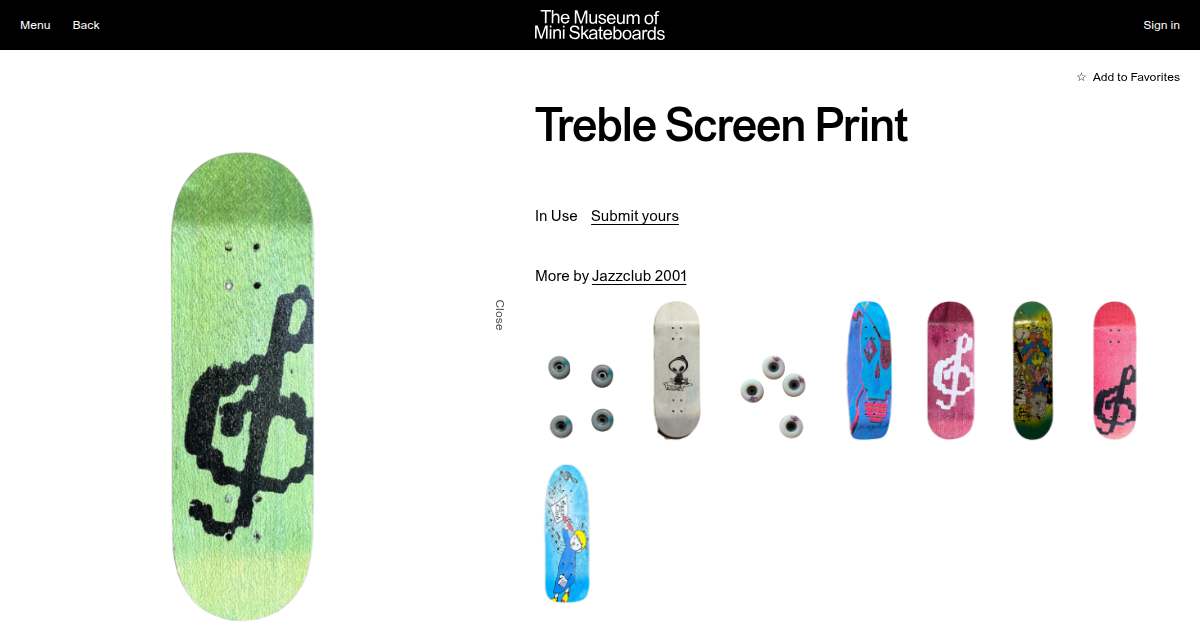 Menu
Back
The Museum of
Mini Skateboards
Sign in
☆ Add to Favorites
Treble Screen Print
In Use Submit yours
More by Jazzclub 2001
Close